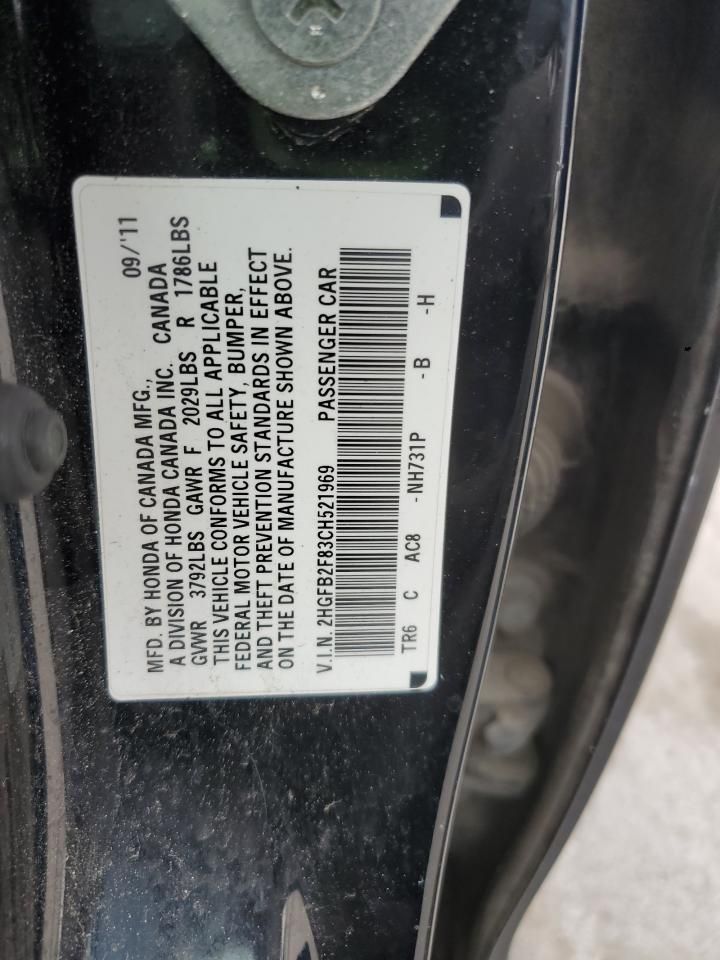 MFD. BY HONDA OF CANADA MFG., 09/'11
A DIVISION OF HONDA CANADA INC. CANADA
GVWR 3792LBS GAWR F 2029LBS R 1786LBS
THIS VEHICLE CONFORMS TO ALL APPLICABLE
FEDERAL MOTOR VEHICLE SAFETY, BUMPER,
AND THEFT PREVENTION STANDARDS IN EFFECT
ON THE DATE OF MANUFACTURE SHOWN ABOVE.
V.I.N. 2HGFB2F83CH521969 PASSENGER CAR
TR6 C AC8 -NH731P -B -H